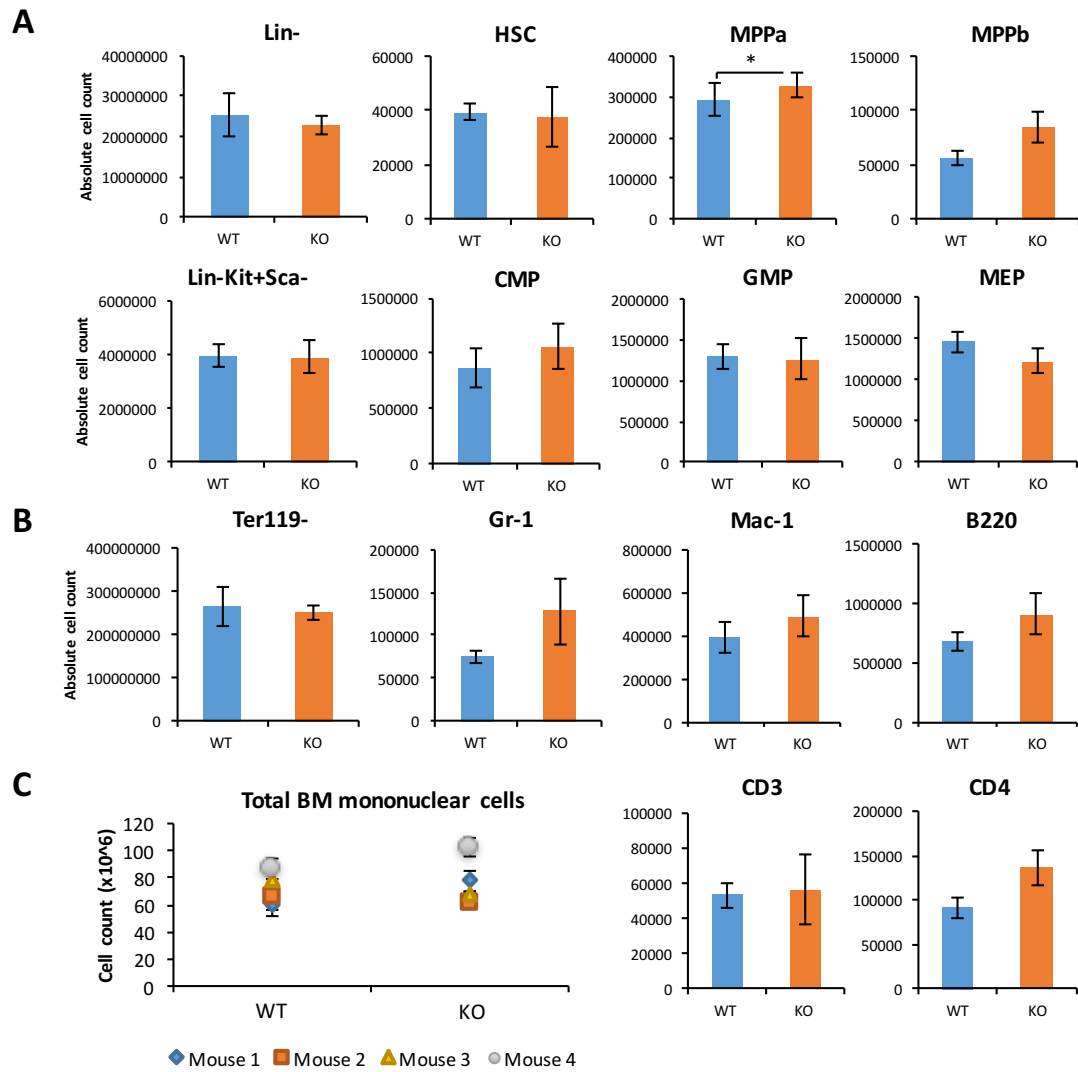 A
Lin-
HSC
MPPa
MPPb
Absolute cell count
40000000
30000000
20000000
10000000
0
WT KO
60000
40000
20000
0
WT KO
400000
300000
200000
100000
0
*
WT KO
150000
100000
50000
0
WT KO
Lin-Kit+Sca-
CMP
GMP
MEP
Absolute cell count
6000000
4000000
2000000
0
WT KO
1500000
1000000
500000
0
WT KO
2000000
1500000
1000000
500000
0
WT KO
2000000
1500000
1000000
500000
0
WT KO
B
Ter119-
Gr-1
Mac-1
B220
Absolute cell count
400000000
300000000
200000000
100000000
0
WT KO
200000
150000
100000
50000
0
WT KO
800000
600000
400000
200000
0
WT KO
1500000
1000000
500000
0
WT KO
C
Total BM mononuclear cells
Cell count (x10^6)
120
100
80
60
40
20
0
WT KO
Mouse 1 Mouse 2 Mouse 3 Mouse 4
CD3
100000
80000
60000
40000
20000
0
WT KO
CD4
200000
150000
100000
50000
0
WT KO